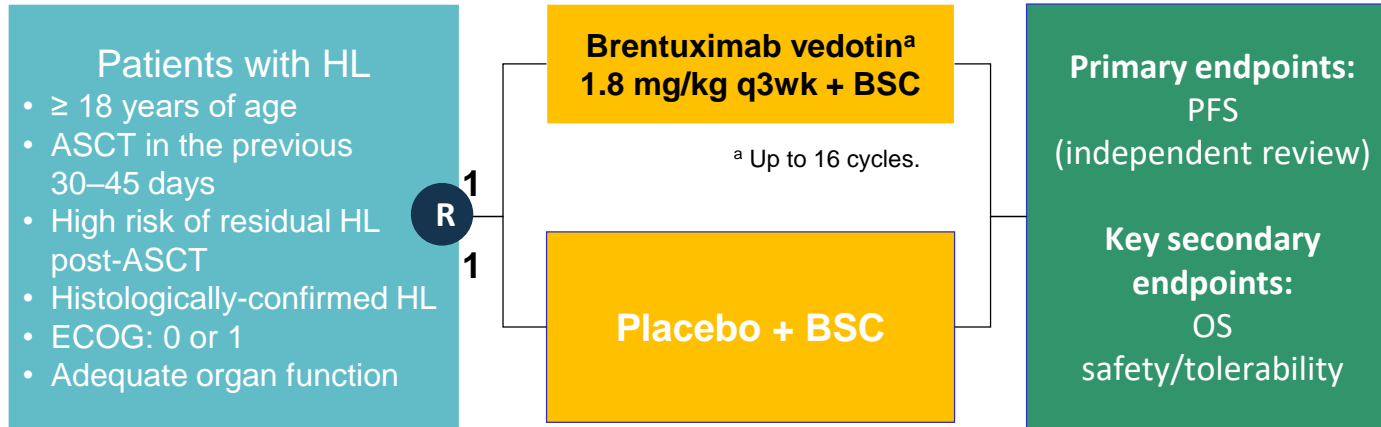 Patients with HL
• ≥ 18 years of age
• ASCT in the previous
30–45 days
• High risk of residual HL
post-ASCT
• Histologically-confirmed HL
• ECOG: 0 or 1
• Adequate organ function
R
1
1
Brentuximab vedotinᵃ
1.8 mg/kg q3wk + BSC
ᵃ Up to 16 cycles.
Placebo + BSC
Primary endpoints:
PFS
(independent review)
Key secondary
endpoints:
OS
safety/tolerability